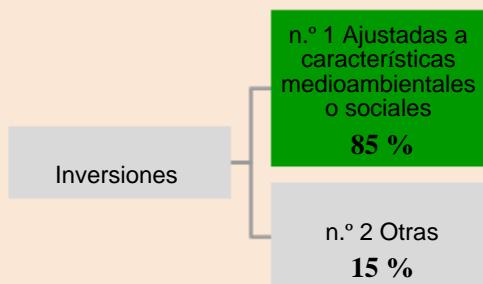 n.º 1 Ajustadas a
características
medioambientales
o sociales
85 %
Inversiones
n.º 2 Otras
15 %